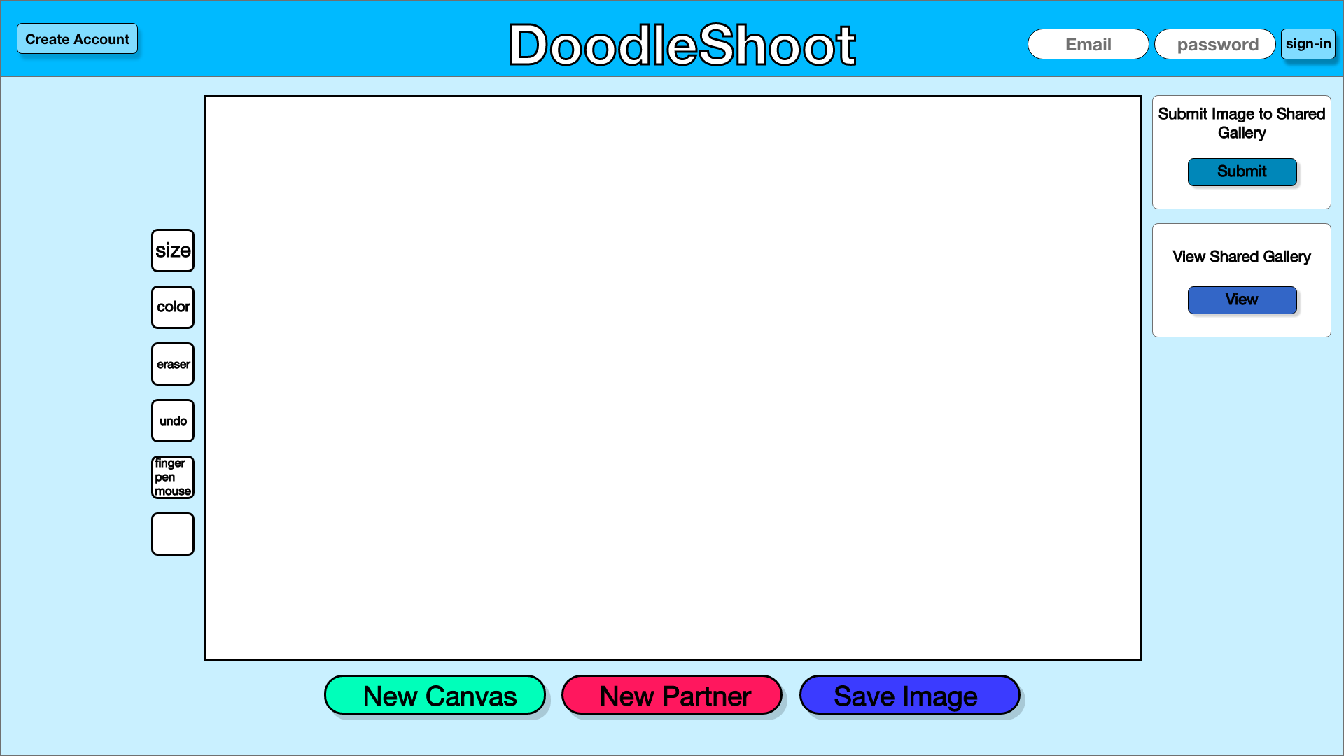 Create Account
DoodleShoot
Email
password
sign-in
Submit Image to Shared
Gallery
Submit
View Shared Gallery
View
size
color
eraser
undo
finger
pen
mouse
New Canvas
New Partner
Save Image